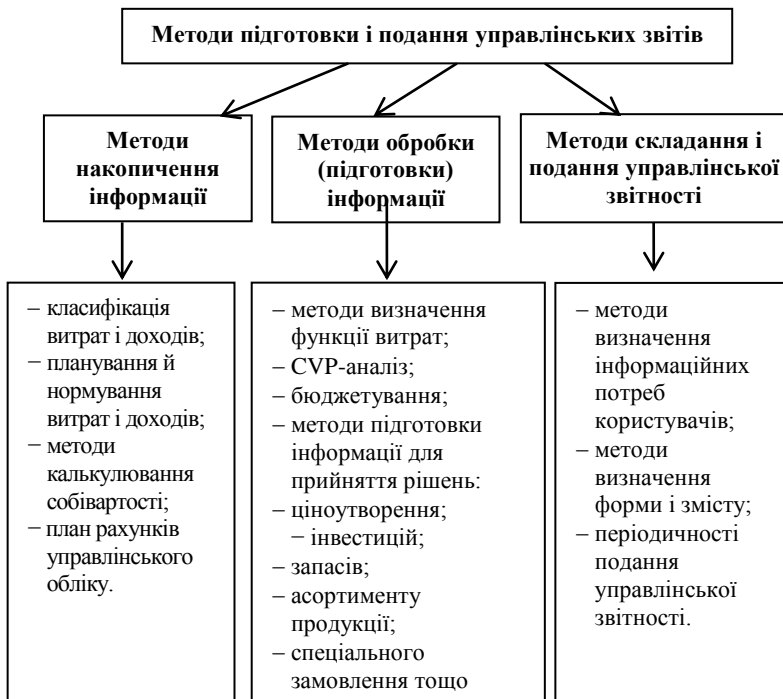 Методи підготовки і подання управлінських звітів
Методи
накопичення
інформації
Методи обробки
(підготовки)
інформації
Методи складання і
подання управлінської
звітності
– класифікація
витрат і доходів;
– планування й
нормування
витрат і доходів;
– методи
калькулювання
собівартості;
– план рахунків
управлінського
обліку.
– методи визначення
функції витрат;
– CVP-аналіз;
– бюджетування;
– методи підготовки
інформації для
прийняття рішень:
– ціноутворення;
– інвестицій;
– запасів;
– асортименту
продукції;
– спеціального
замовлення тощо
– методи
визначення
інформаційних
потреб
користувачів;
– методи
визначення
форми і змісту;
– періодичності
подання
управлінської
звітності.